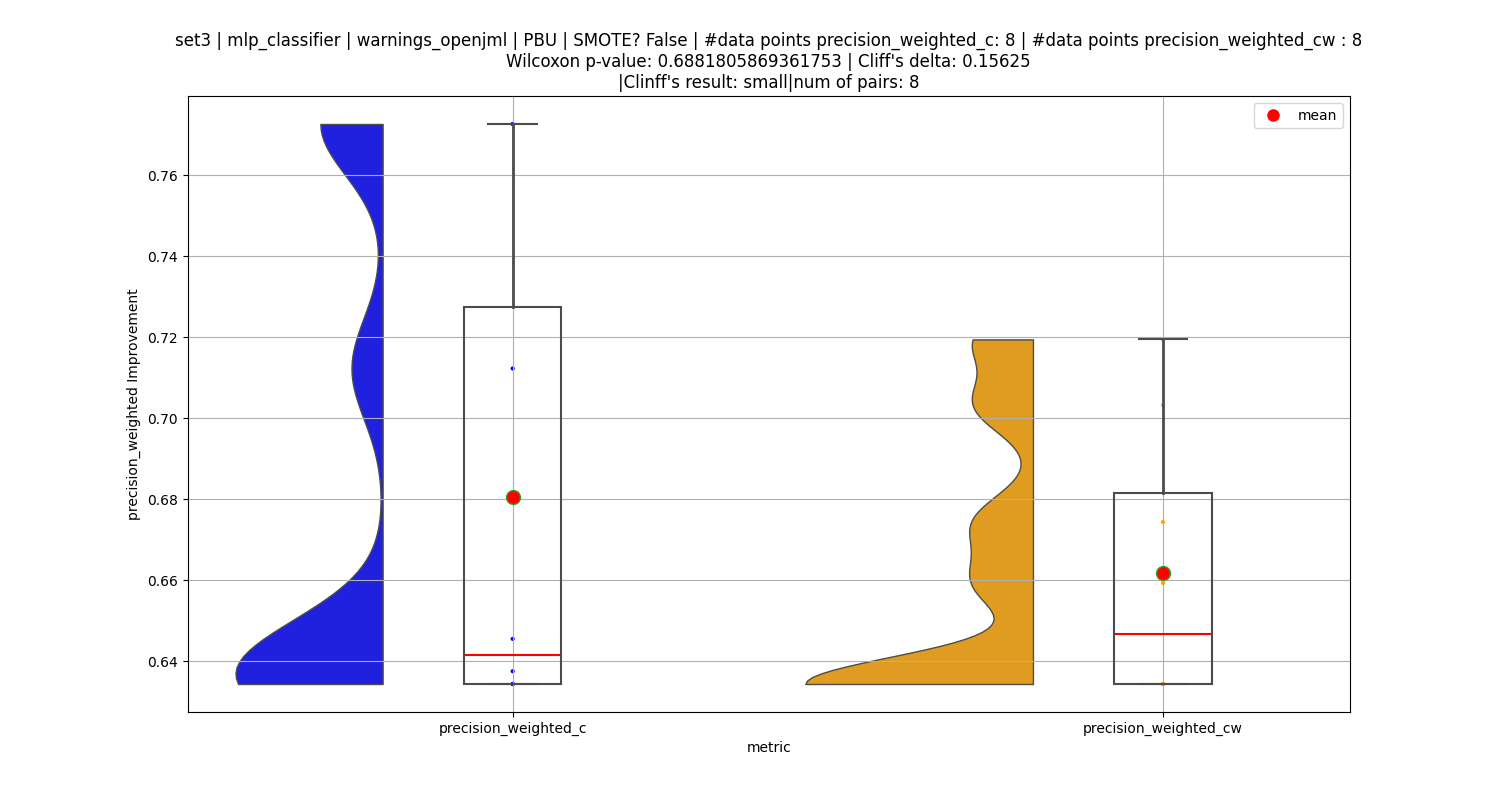 set3 | mlp_classifier | warnings_openjml | PBU | SMOTE? False | #data points precision_weighted_c: 8 | #data points precision_weighted_cw : 8
Wilcoxon p-value: 0.6881805869361753 | Cliff's delta: 0.15625
|Clinff's result: small|num of pairs: 8
mean
precision_weighted Improvement
0.76
0.74
0.72
0.70
0.68
0.66
0.64
precision_weighted_c
precision_weighted_cw
metric